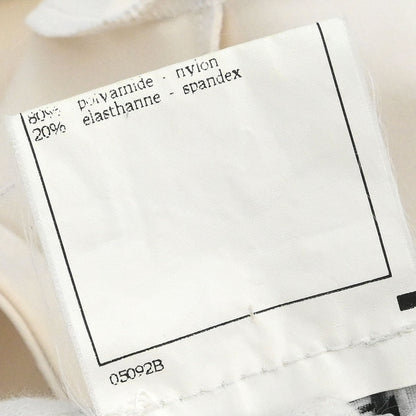 80% polyamide - nylon
20% elasthanne - spandex
05092B